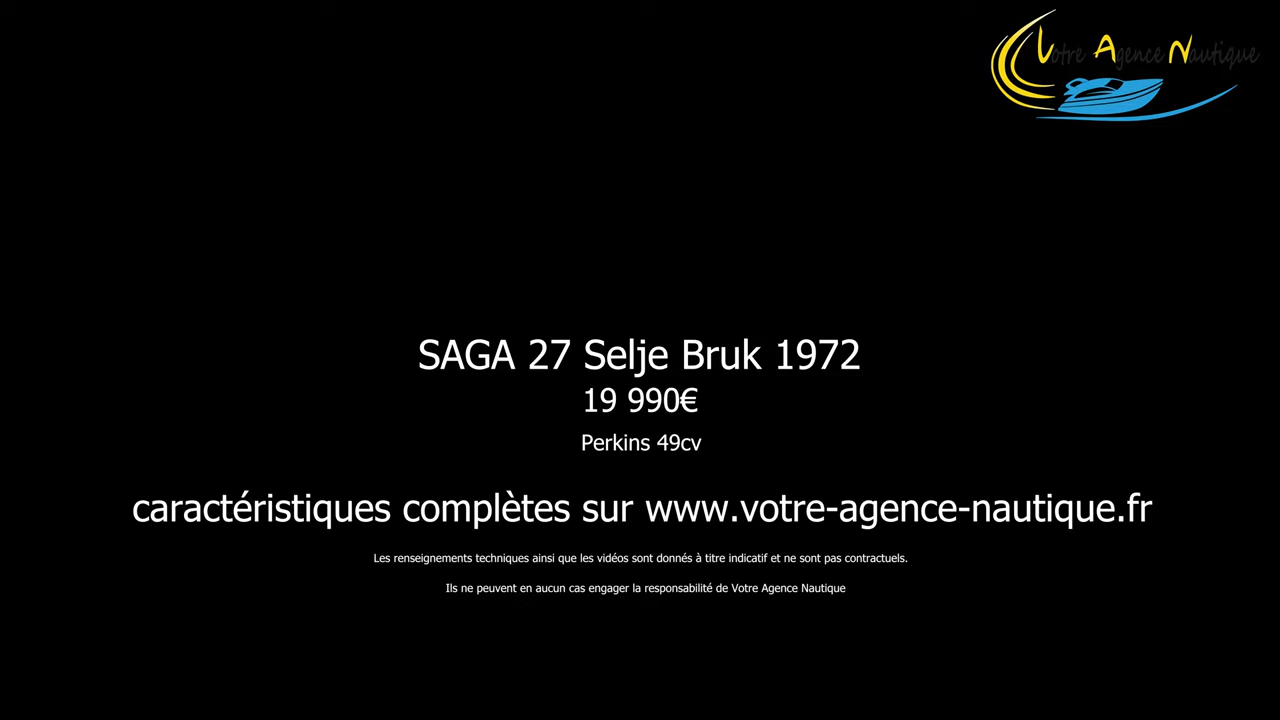 Votre Agence Nautique
SAGA 27 Selje Bruk 1972
19 990€
Perkins 49cv
caractéristiques complètes sur www.votre-agence-nautique.fr
Les renseignements techniques ainsi que les vidéos sont donnés à titre indicatif et ne sont pas contractuels.
Ils ne peuvent en aucun cas engager la responsabilité de Votre Agence Nautique